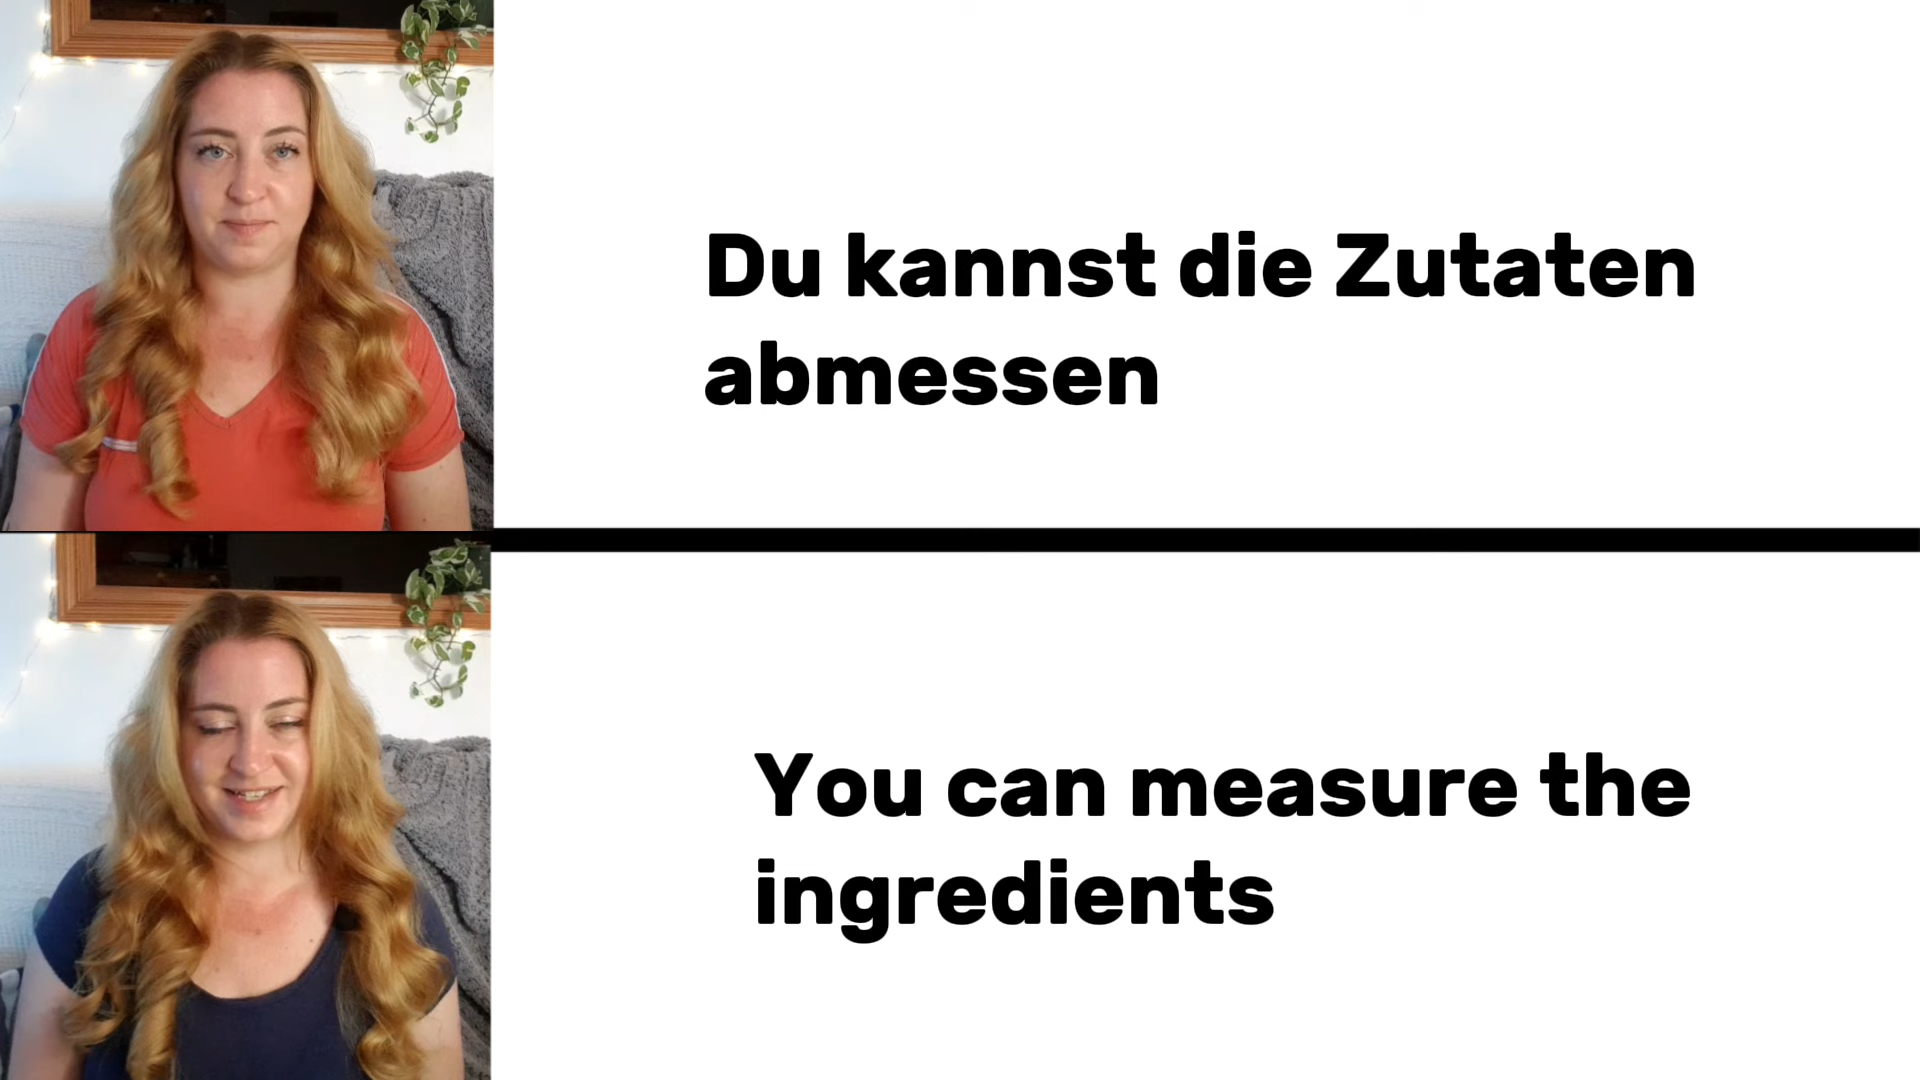 Du kannst die Zutaten
abmessen
You can measure the
ingredients